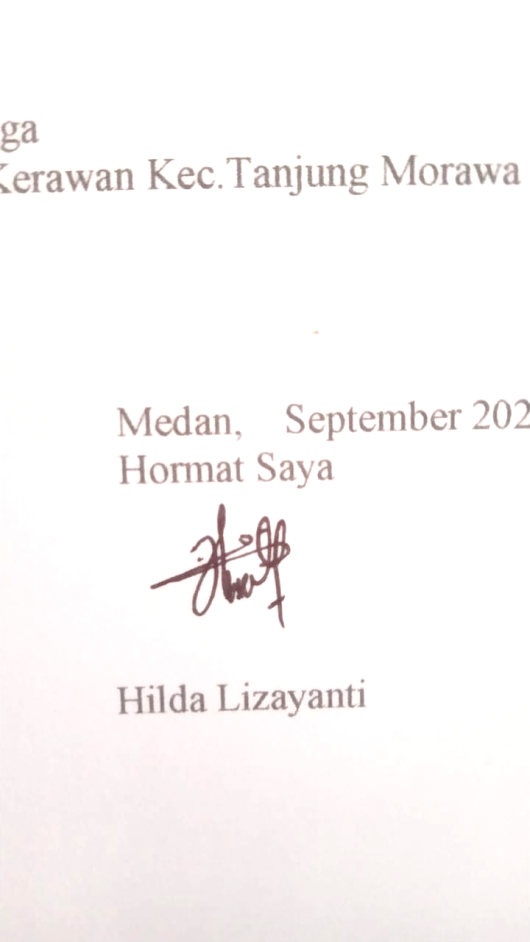 ga
Kerawan Kec.Tanjung Morawa
Medan, September 202
Hormat Saya
Hilda Lizayanti